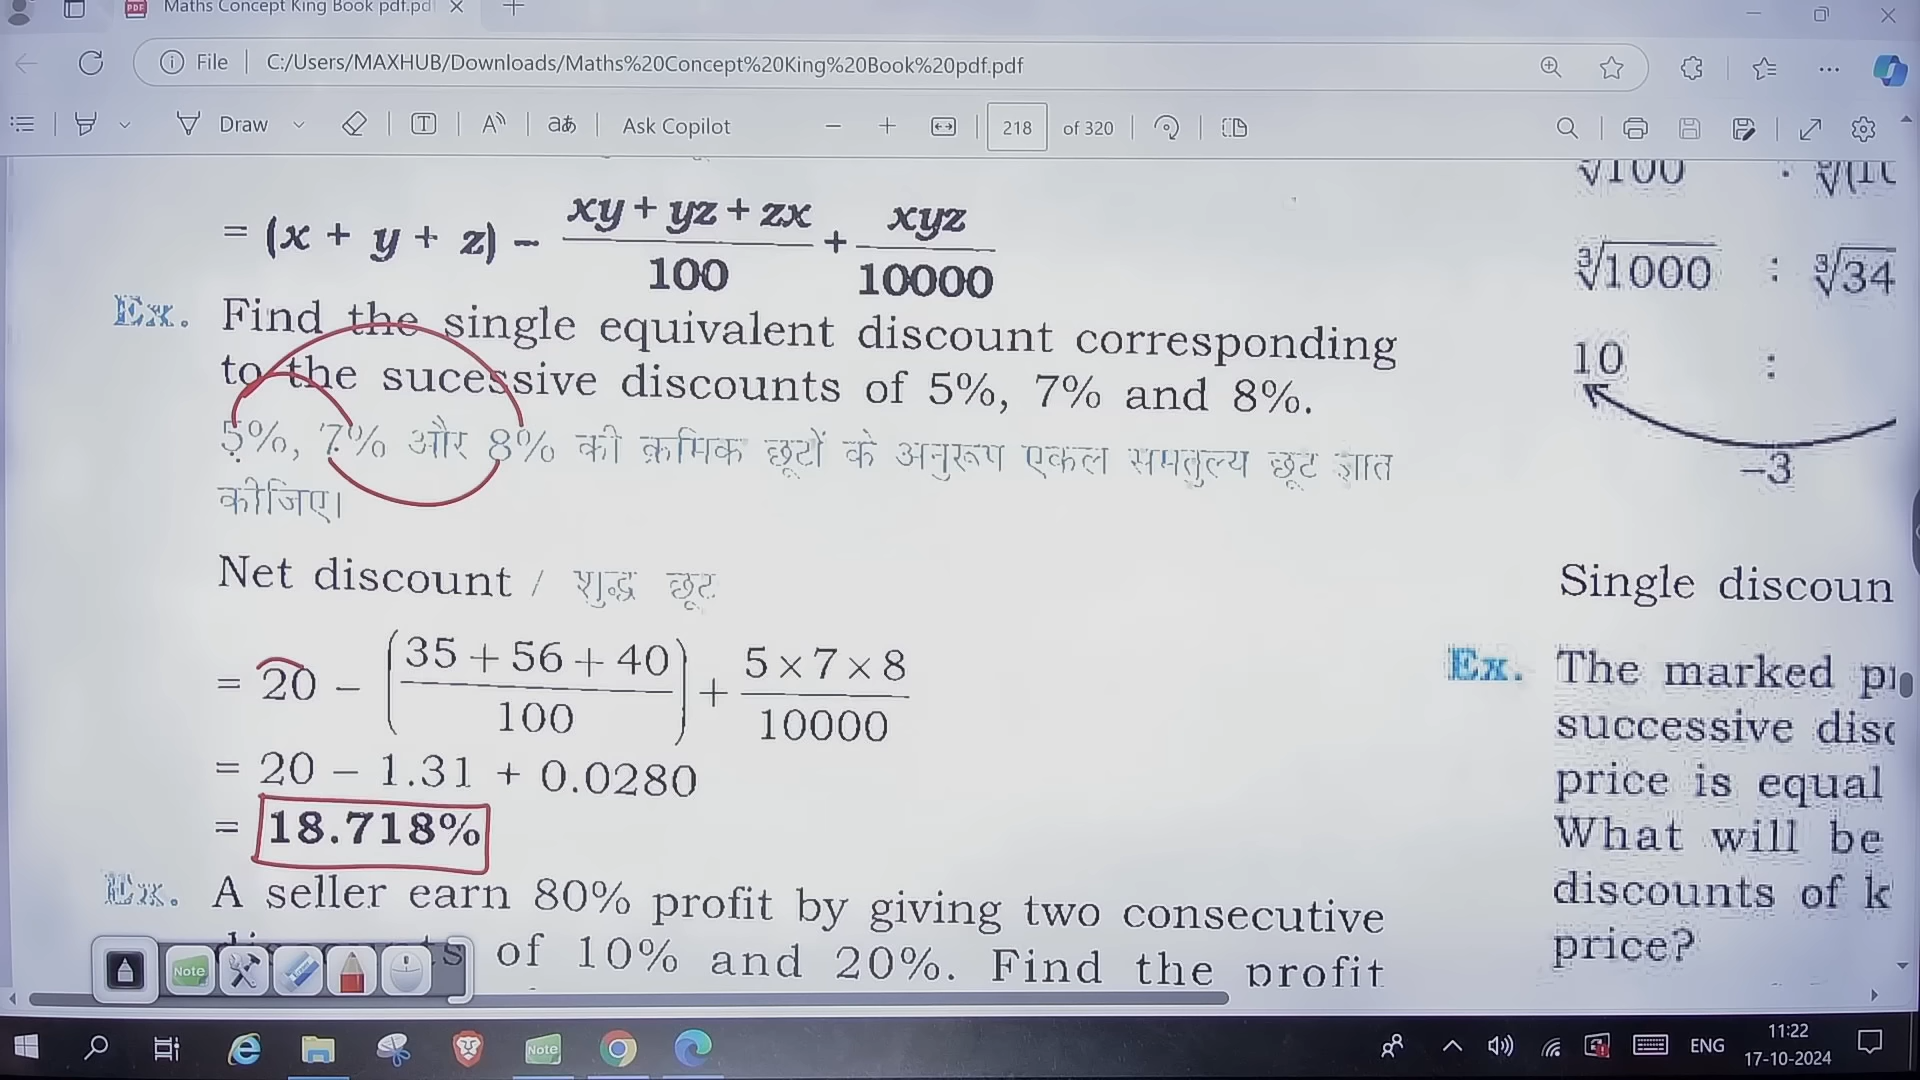 Maths Concept King Book pdf.pd
File
C:/Users/MAXHUB/Downloads/Maths%20Concept%20King%20Book%20pdf.pdf
Draw
Ask Copilot
218 of 320
= (x + y + z) – (xy + yz + zx)/100 + xyz/10000
Ex. Find the single equivalent discount corresponding
to the sucessive discounts of 5%, 7% and 8%.
5%, 7% और 8% की क्रमिक छूटों के अनुरूप एकल समतुल्य छूट ज्ञात
कीजिए।
Net discount / शुद्ध छूट
= 20 – ((35 + 56 + 40)/100) + (5 × 7 × 8)/10000
= 20 – 1.31 + 0.0280
= 18.718%
Ex. A seller earn 80% profit by giving two consecutive
of 10% and 20%. Find the profit
∛1000 : ∛34
10 :
–3
Single discoun
Ex. The marked
successive
price is equal
What will be
discounts of k
price?
Note
Note
ENG
11:22
17-10-2024